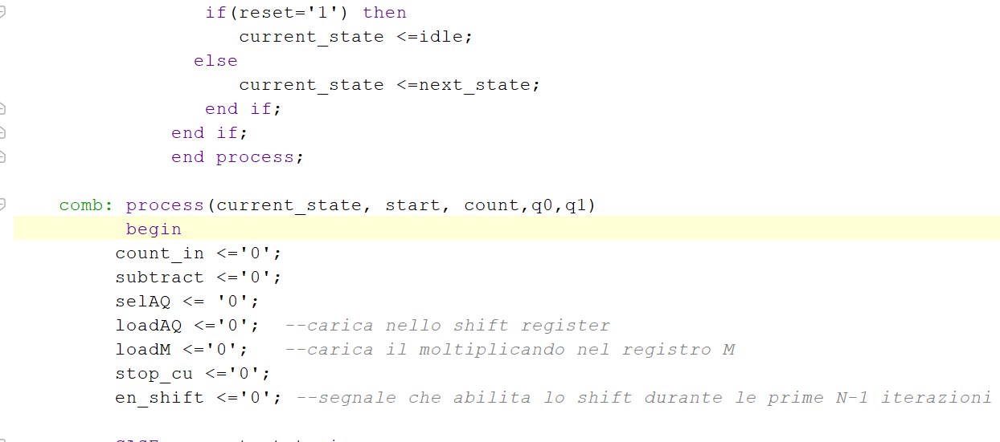 if(reset='1') then
current_state <=idle;
else
current_state <=next_state;
end if;
end if;
end process;
comb: process(current_state, start, count,q0,q1)
begin
count_in <='0';
subtract <='0';
selAQ <= '0';
loadAQ <='0'; --carica nello shift register
loadM <='0'; --carica il moltiplicando nel registro M
stop_cu <='0';
en_shift <='0'; --segnale che abilita lo shift durante le prime N-1 iterazioni